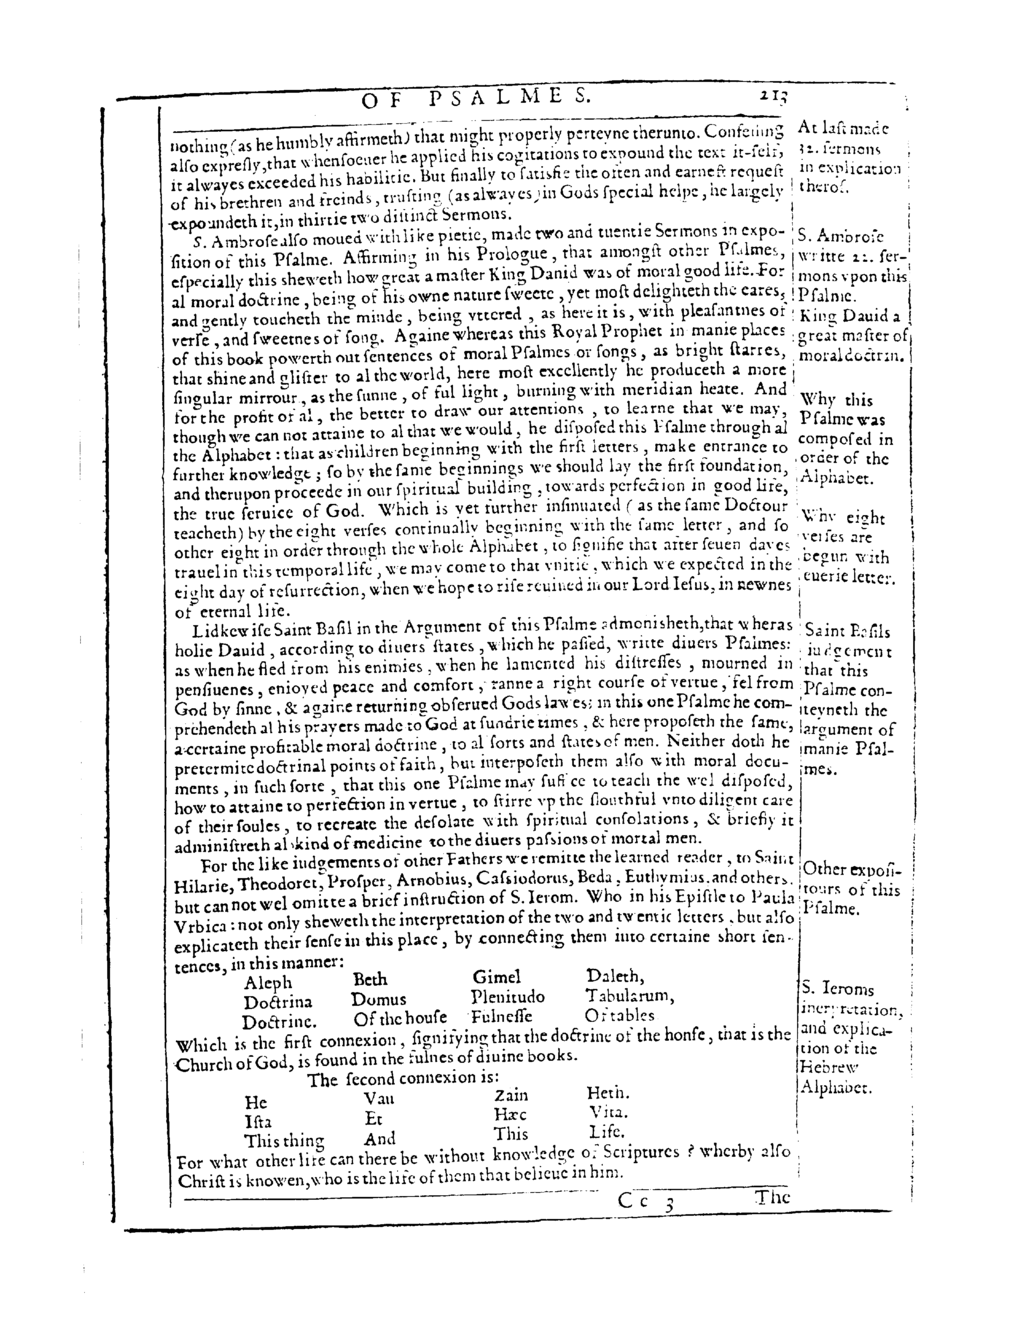 OF PSALMES. 213
nothing (as he humbly affirmeth) that might properly perteyne therunto. Confessing
also expresly, that whensoeuer he applied his cogitations to expound the text it-self,
it alwayes exceeded his habilitie. But finally to satisfie the often and earnest request
of his brethren and freinds, trusting (as alwayes) in Gods special helpe, he largely
expoundeth it, in thirtie two distinct Sermons.
At last made
32. sermons
in explication
therof.
S. Ambrose also moued with like pietie, made two and tuentie Sermons in expo-
sition of this Psalme. Affirming in his Prologue, that amongst other Psalmes,
especially this sheweth how great a master King Dauid was of moral good life. For
al moral doctrine, being of his owne nature sweete, yet most delighteth the eares,
and gently toucheth the minde, being vttered, as here it is, with pleasantnes of
verse, and sweetnes of song. Againe whereas this Royal Prophet in manie places
of this book powerth out sentences of moral Psalmes or songs, as bright starres,
that shine and glister to al the world, here most excellently he produceth a more
singular mirrour, as the sunne, of ful light, burning with meridian heate. And
for the profit of al, the better to draw our attentions, to learne that we may,
though we can not attaine to al that we would, he disposed this Psalme through al
the Alphabet: that as children beginning with the first letters, make entrance to
further knowledge; so by the same beginnings we should lay the first foundation,
and therupon proceede in our spiritual building, towards perfection in good life,
the true seruice of God. Which is yet further insinuated (as the same Doctour
teacheth) by the eight verses continually beginning with the same letter, and so
other eight in order through the whole Alphabet, to signifie that after seuen dayes
trauel in this temporal life, we may come to that vnitie, which we expected in the
eight day of resurrection, when we hope to rise reuiued in our Lord Iesus, in newnes
of eternal life.
S. Ambrose
writte 22. ser-
mons vpon this
Psalme.
King Dauid a
great master of
moral doctrin.
Why this
Psalme was
composed in
order of the
Alphabet.
Why eight
verses are
begun with
euerie letter.
Lidkewise Saint Basil in the Argument of this Psalme admonisheth, that wheras
holie Dauid, according to diuers states, which he passed, writte diuers Psalmes:
as when he fled from his enimies, when he lamented his distresses, mourned in
pensiuenes, enioyed peace and comfort, ranne a right course of vertue, fel from
God by sinne, & againe returning obserued Gods lawes; in this one Psalme he com-
prehendeth al his prayers made to God at sundrie times, & here proposeth the same,
a certaine profitable moral doctrine, to al sorts and states of men. Neither doth he
pretermite doctrinal points of faith, but interposeth them also with moral docu-
ments, in such sorte, that this one Psalme may suffice to teach the wel disposed,
how to attaine to perfection in vertue, to stirre vp the slouthful vnto diligent care
of their soules, to recreate the desolate with spiritual consolations, & briefly it
administreth al kind of medicine to the diuers passions of mortal men.
Saint Basils
iudgement
that this
Psalme con-
teyneth the
argument of
manie Psal-
mes.
For the like iudgements of other Fathers we remitte the learned reader, to Saint
Hilarie, Theodoret, Prosper, Arnobius, Cassiodorus, Beda, Euthymius. and others.
but can not wel omitte a brief instruction of S. Ierom. Who in his Epistle to Paula
Vrbica: not only sheweth the interpretation of the two and twentie letters, but also
explicateth their sense in this place, by connecting them into certaine short sen-
tences, in this manner:
Other exposi-
tours of this
Psalme.
Aleph Beth Gimel Daleth,
Doctrina Domus Plenitudo Tabularum,
Doctrine. Of the house Fulnesse Of tables
Which is the first connexion, signifying that the doctrine of the house, that is the
Church of God, is found in the fulnes of diuine books.
S. Ieroms
interpretation,
and explica-
tion of the
Hebrew
Alphabet.
The second connexion is:
He Vau Zain Heth.
Ista Et Hæc Vita.
This thing And This Life.
For what other life can there be without knowledge of Scriptures? wherby also
Christ is knowen, who is the life of them that belieue in him.
Cc 3 The